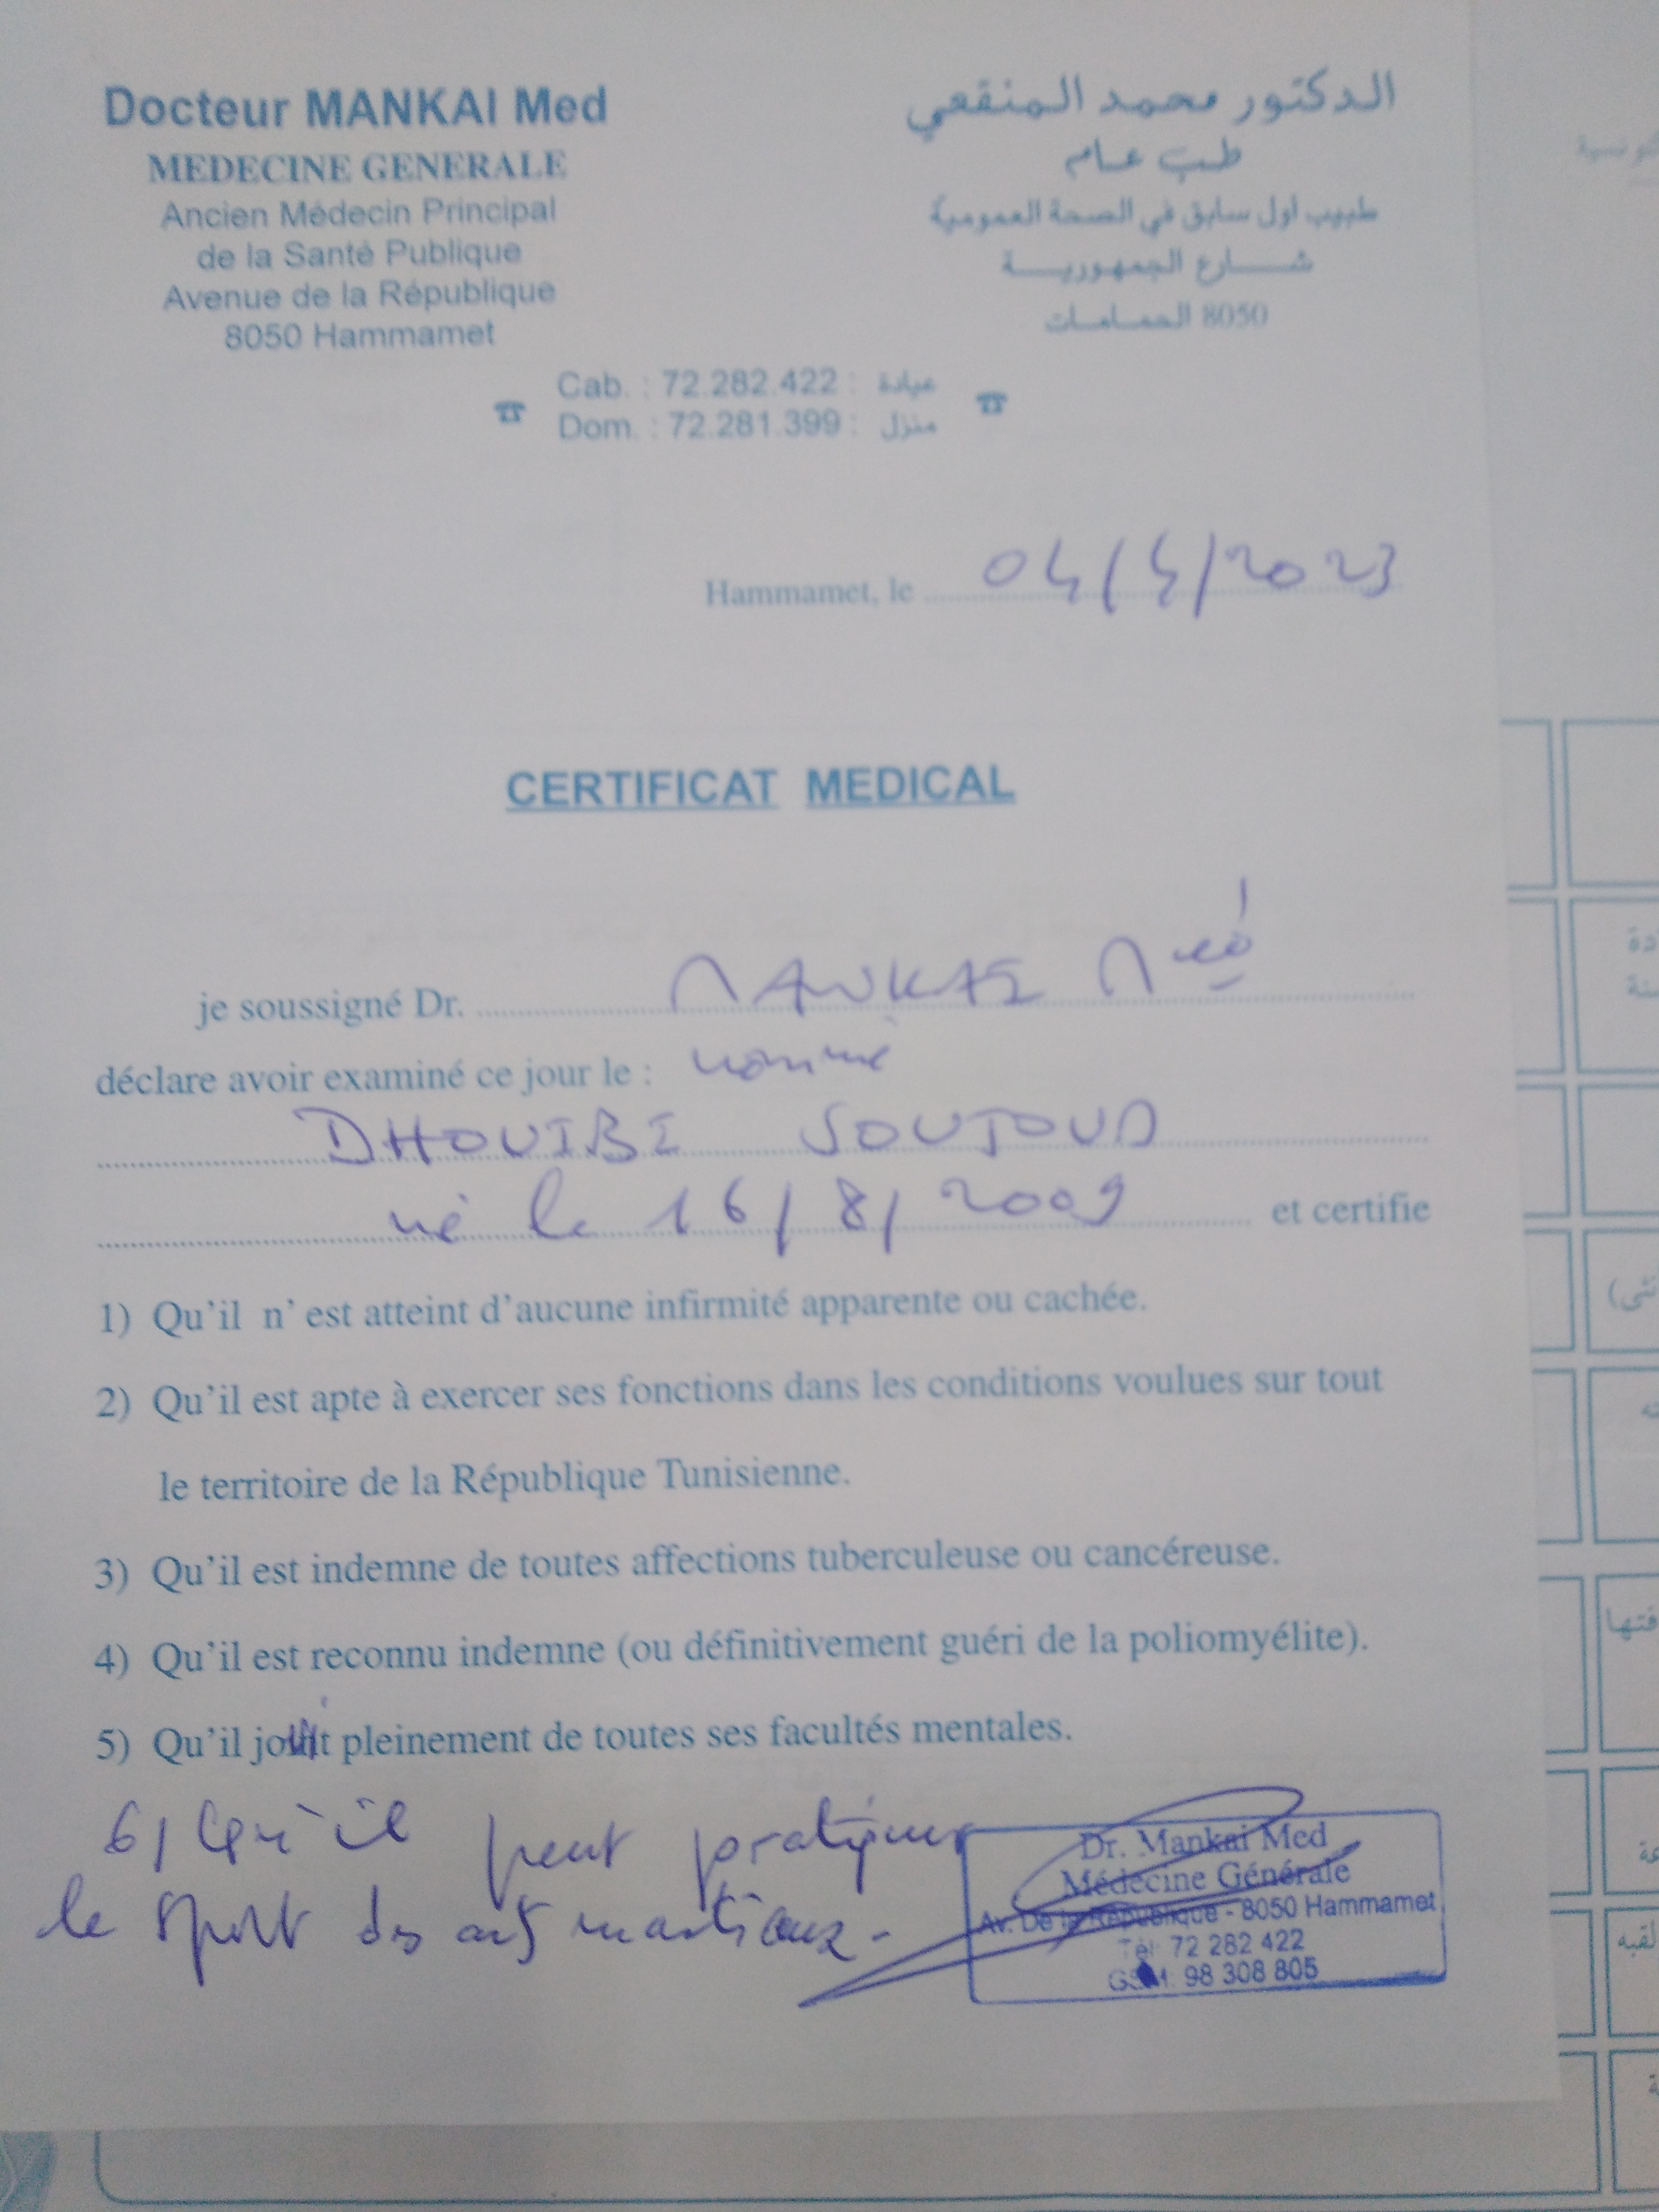 Docteur MANKAI Med
MEDECINE GENERALE
Ancien Médecin Principal
de la Santé Publique
Avenue de la République
8050 Hammamet
الدكتور محمد المنقعي
طب عام
طبيب اول سابق في الصحة العمومية
شارع الجمهورية
8050 الحمامات
Cab. : 72.282.422 : عيادة
Dom. : 72.281.399 : منزل
Hammamet, le 04/4/2023
CERTIFICAT MEDICAL
je soussigné Dr. MANKAI
déclare avoir examiné ce jour le : nommé
DHOUIBI SOUJOUD
né le 16/8/2009 et certifie
1) Qu'il n'est atteint d'aucune infirmité apparente ou cachée.
2) Qu'il est apte à exercer ses fonctions dans les conditions voulues sur tout
le territoire de la République Tunisienne.
3) Qu'il est indemne de toutes affections tuberculeuse ou cancéreuse.
4) Qu'il est reconnu indemne (ou définitivement guéri de la poliomyélite).
5) Qu'il jouit pleinement de toutes ses facultés mentales.
6/ Qu'il peut pratiquer
le sport des arts martiaux.
Dr. Mankai Med
Médecine Générale
Av. De la République - 8050 Hammamet
Tél: 72 282 422
GSM: 98 308 805